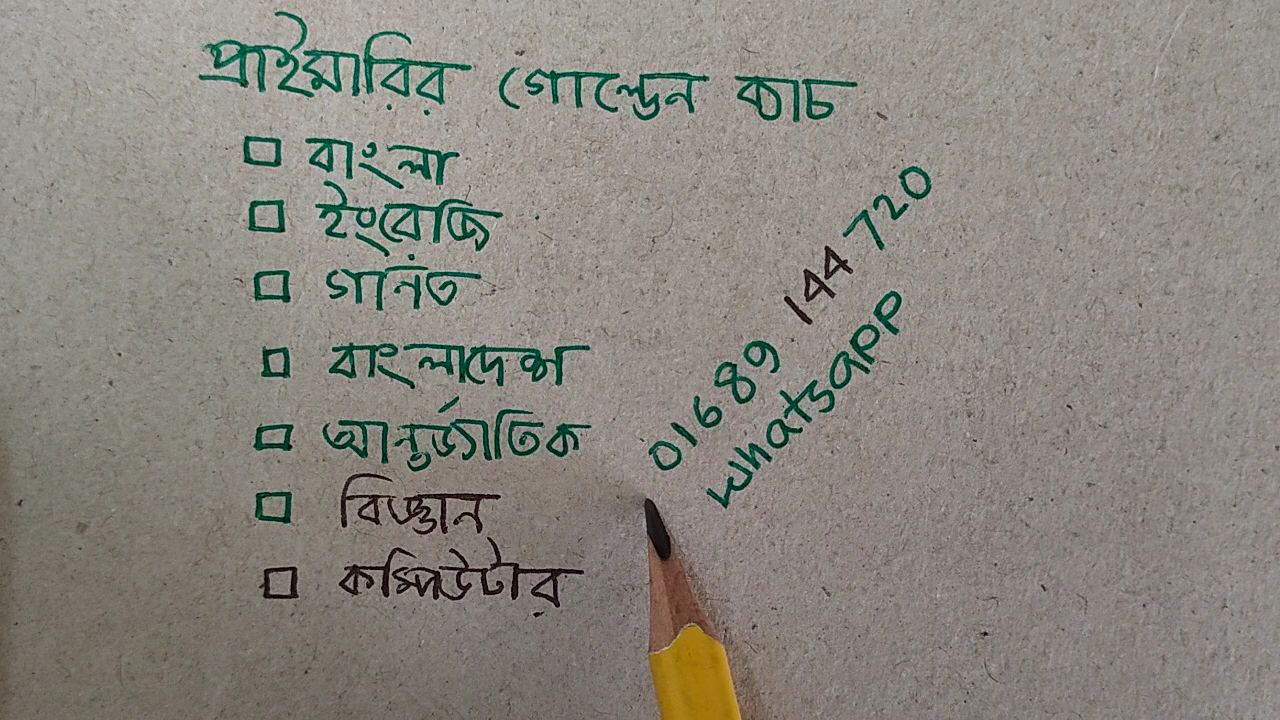 প্রাইমারির গোল্ডেন ব্যাচ
বাংলা
ইংরেজি
গনিত
বাংলাদেশ
আন্তর্জাতিক
বিজ্ঞান
কম্পিউটার
01689 144 720
whatsapp